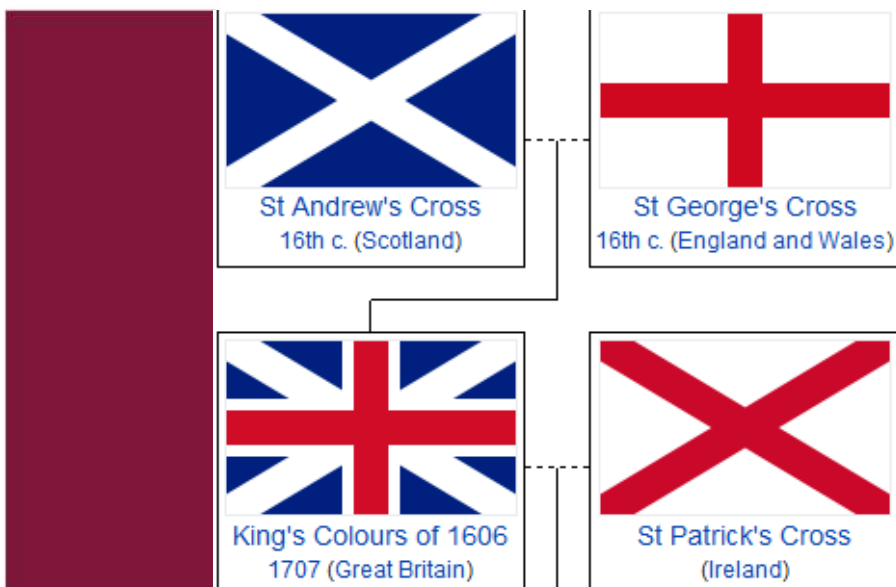 St Andrew's Cross
16th c. (Scotland)
St George's Cross
16th c. (England and Wales)
King's Colours of 1606
1707 (Great Britain)
St Patrick's Cross
(Ireland)